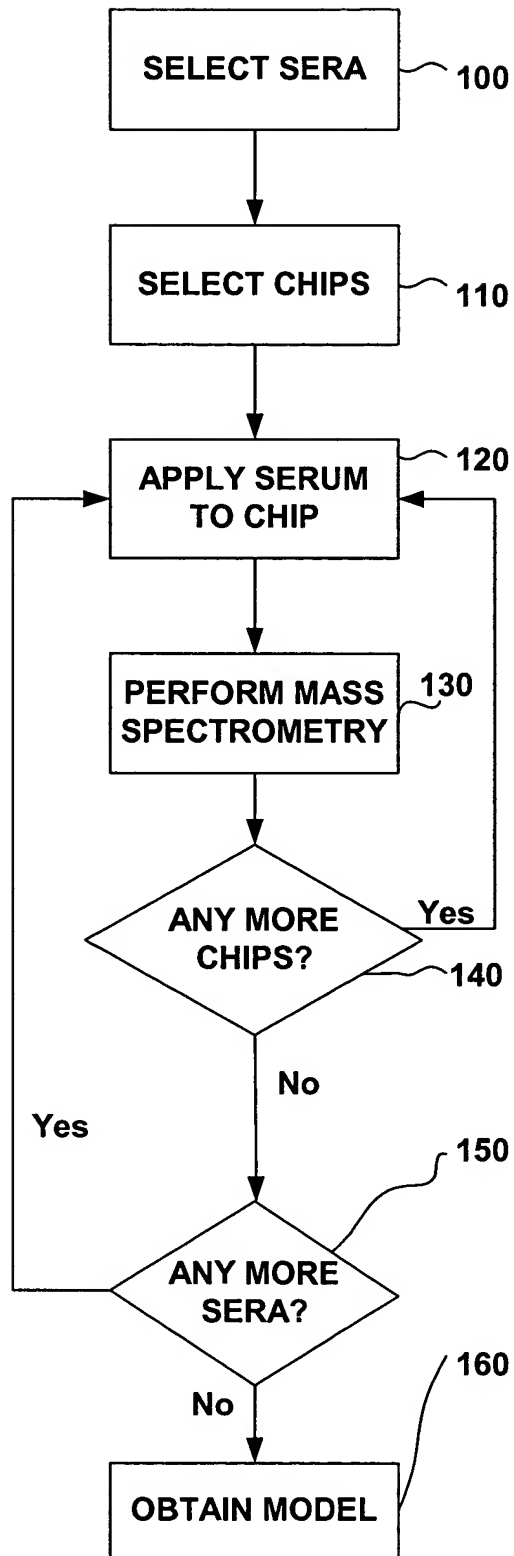 SELECT SERA
100
SELECT CHIPS
110
120
APPLY SERUM
TO CHIP
130
PERFORM MASS
SPECTROMETRY
ANY MORE
CHIPS?
Yes
140
No
Yes
150
ANY MORE
SERA?
160
No
OBTAIN MODEL